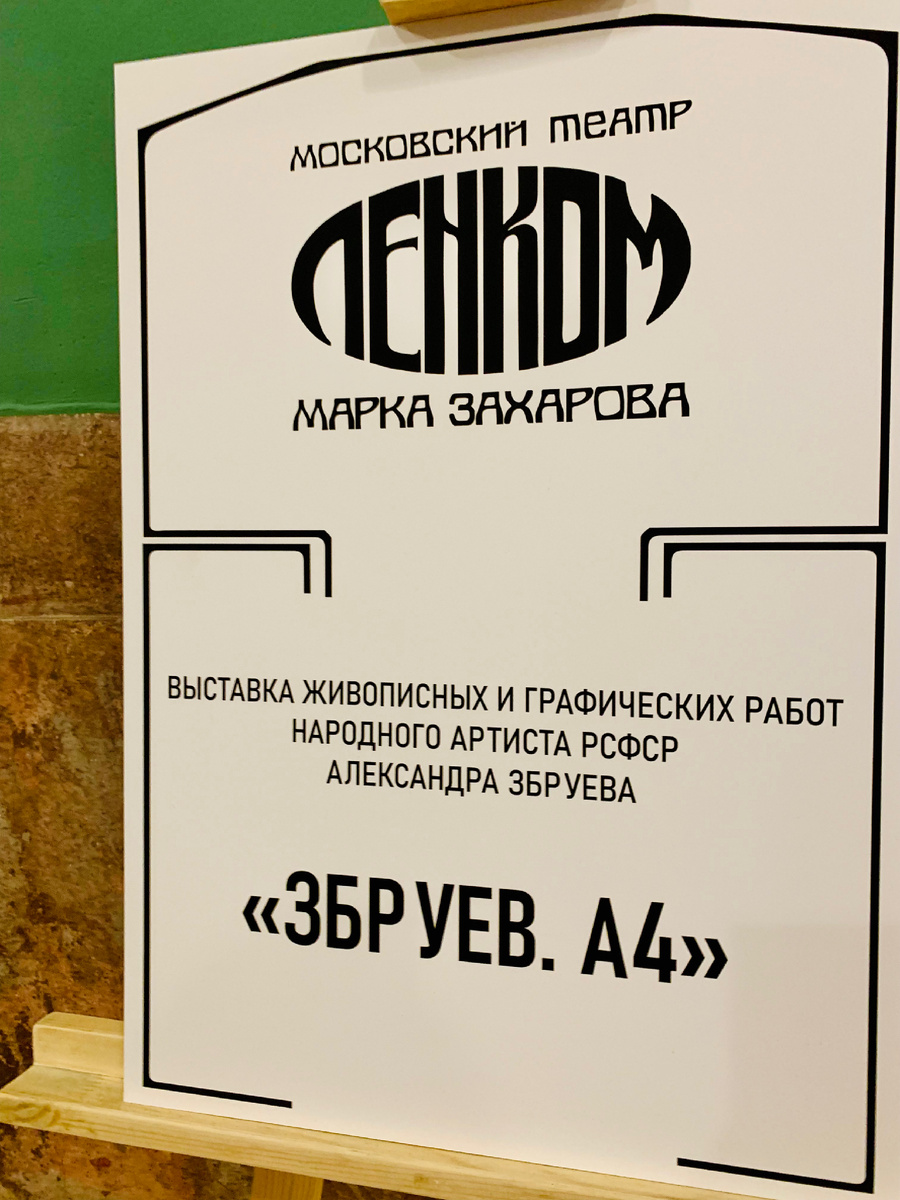 МОСКОВСКИЙ ТЕАТР
ЛЕНКОМ
МАРКА ЗАХАРОВА
ВЫСТАВКА ЖИВОПИСНЫХ И ГРАФИЧЕСКИХ РАБОТ
НАРОДНОГО АРТИСТА РСФСР
АЛЕКСАНДРА ЗБРУЕВА
«ЗБРУЕВ. А4»